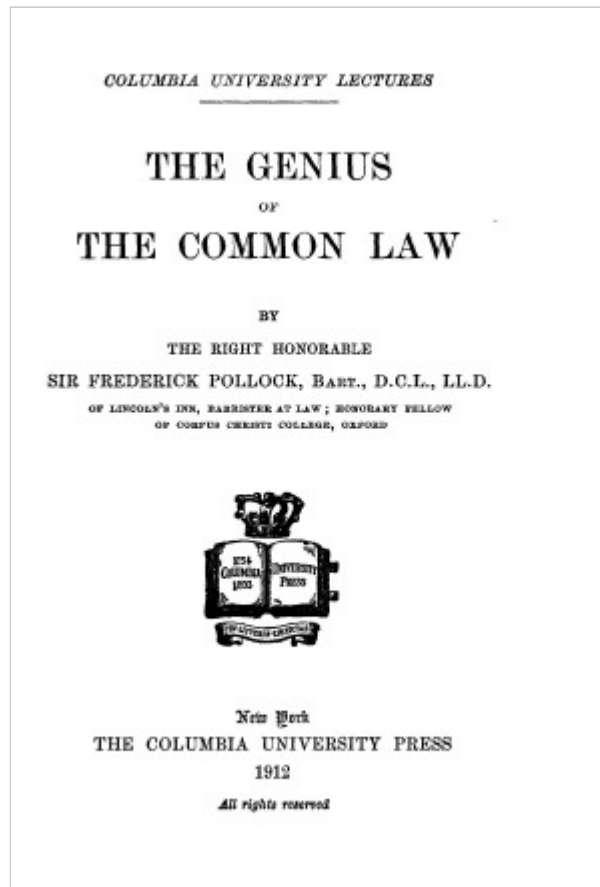 COLUMBIA UNIVERSITY LECTURES
THE GENIUS
OF
THE COMMON LAW
BY
THE RIGHT HONORABLE
SIR FREDERICK POLLOCK, BART., D.C.L., LL.D.
OF LINCOLN'S INN, BARRISTER AT LAW; HONORARY FELLOW
OF CORPUS CHRISTI COLLEGE, OXFORD
1754
COLUMBIA
1893
UNIVERSITY
PRESS
New York
THE COLUMBIA UNIVERSITY PRESS
1912
All rights reserved